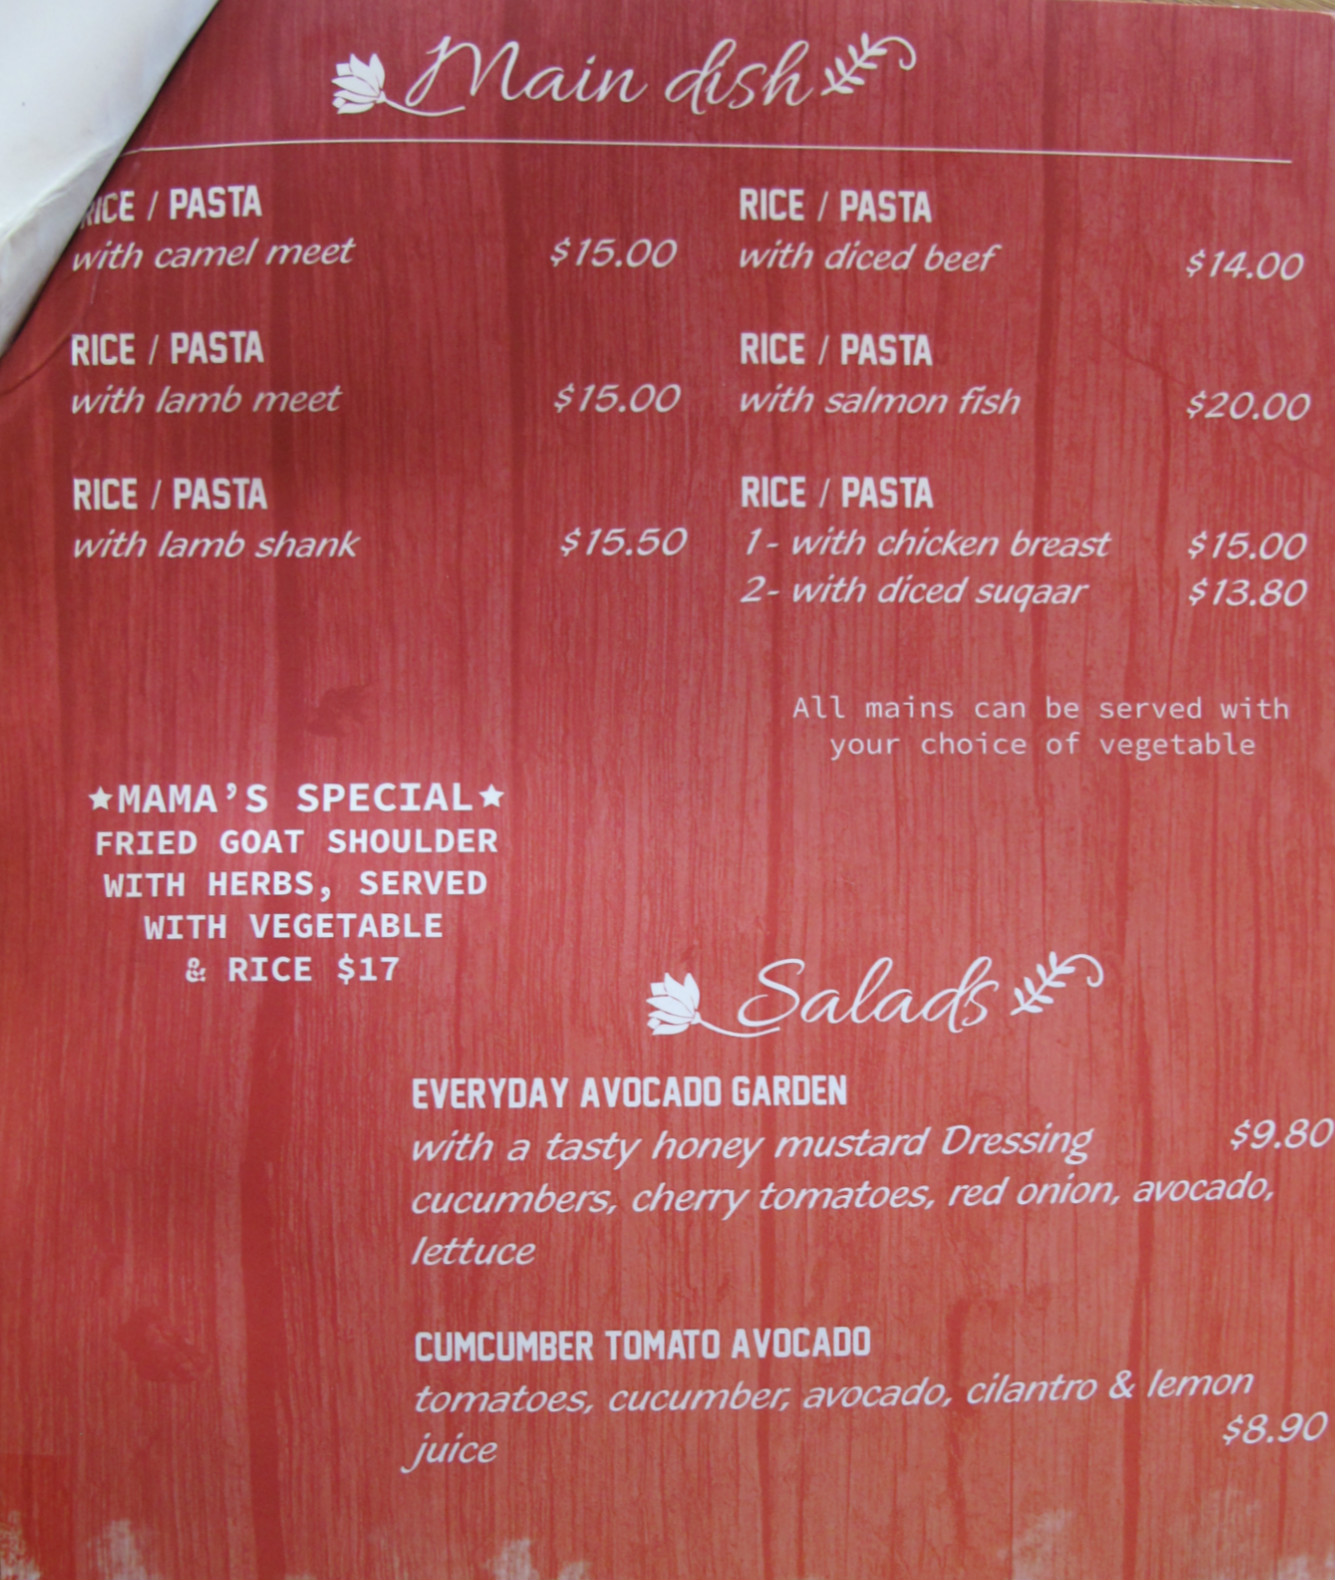 Main dish
RICE / PASTA
with camel meet $15.00
RICE / PASTA
with lamb meet $15.00
RICE / PASTA
with lamb shank $15.50
RICE / PASTA
with diced beef $14.00
RICE / PASTA
with salmon fish $20.00
RICE / PASTA
1- with chicken breast $15.00
2- with diced suqaar $13.80
All mains can be served with
your choice of vegetable
★MAMA'S SPECIAL★
FRIED GOAT SHOULDER
WITH HERBS, SERVED
WITH VEGETABLE
& RICE $17
Salads
EVERYDAY AVOCADO GARDEN
with a tasty honey mustard Dressing $9.80
cucumbers, cherry tomatoes, red onion, avocado,
lettuce
CUMCUMBER TOMATO AVOCADO
tomatoes, cucumber, avocado, cilantro & lemon
juice $8.90